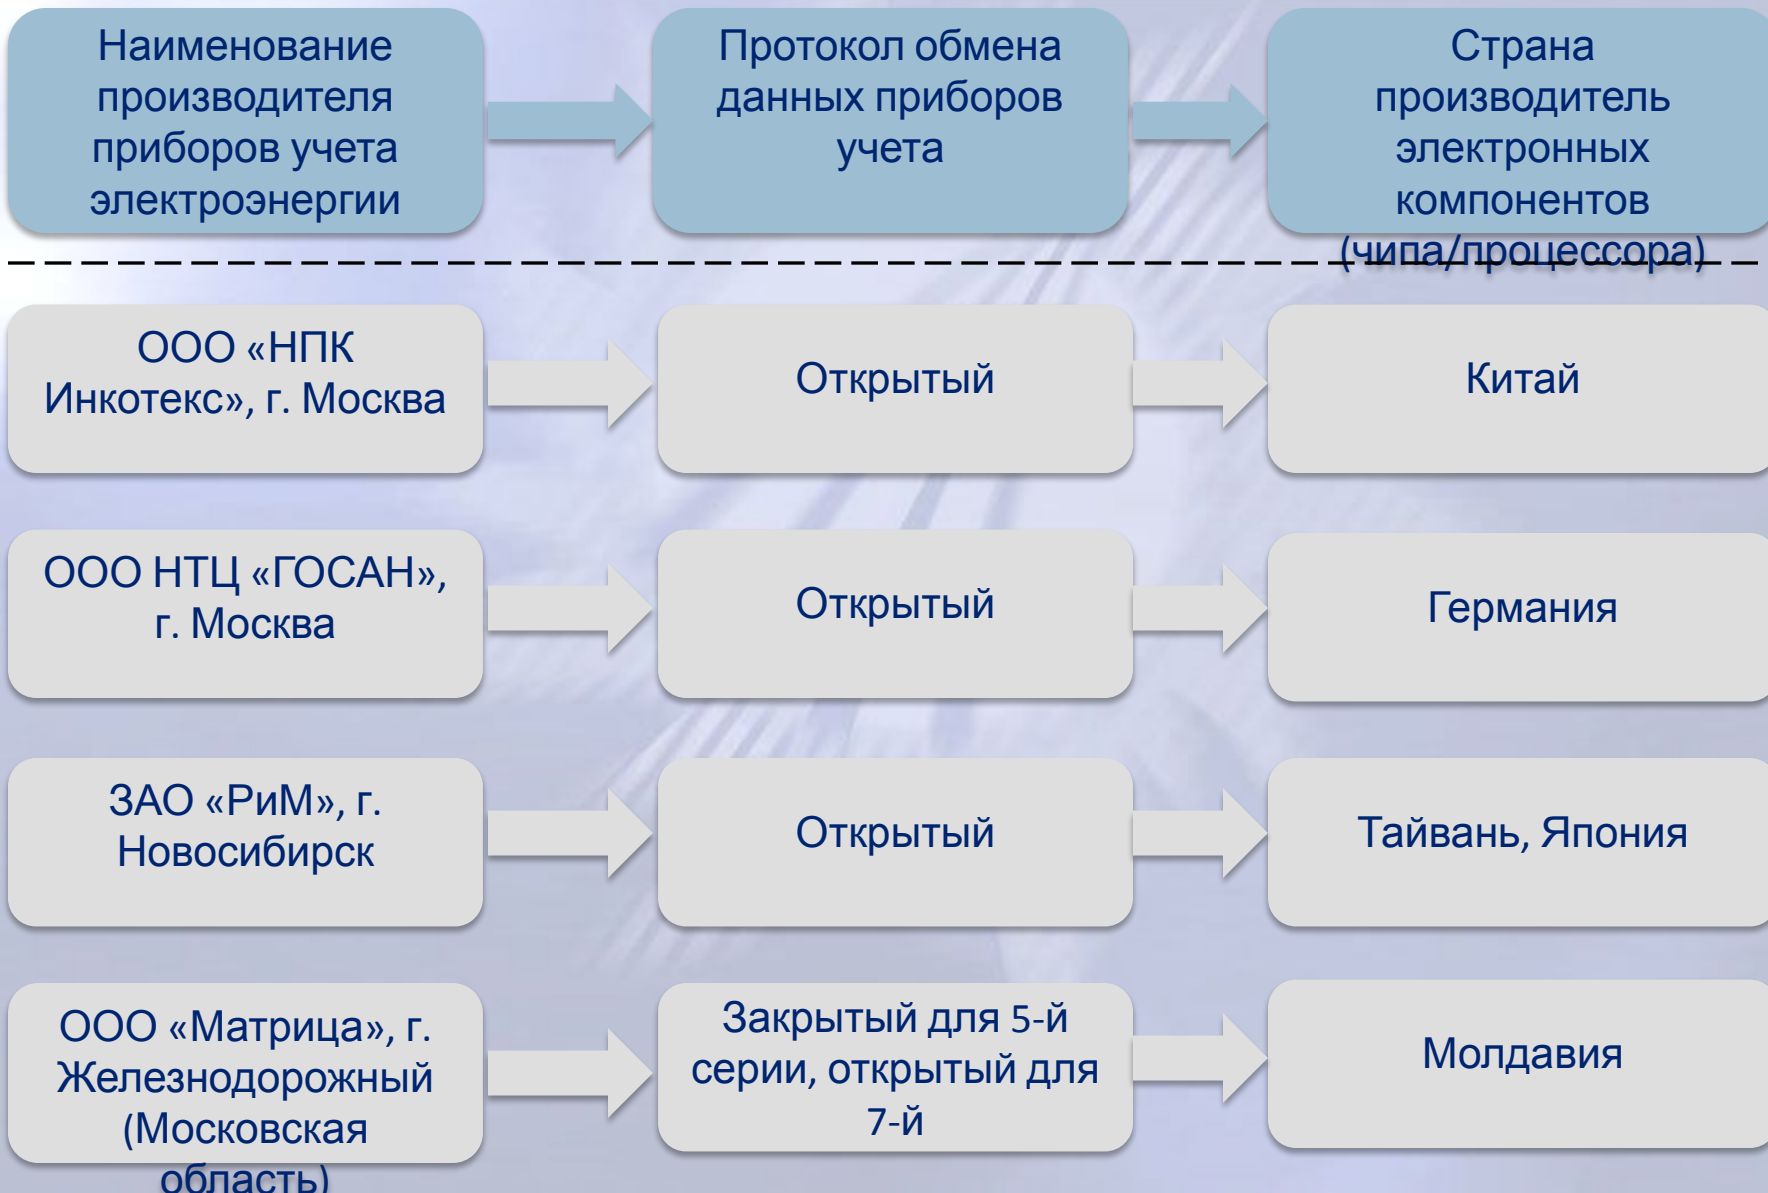 Наименование
производителя
приборов учета
электроэнергии
Протокол обмена
данных приборов
учета
Страна
производитель
электронных
компонентов
(чипа/процессора)
ООО «НПК
Инкотекс», г. Москва
Открытый
Китай
ООО НТЦ «ГОСАН»,
г. Москва
Открытый
Германия
ЗАО «РиМ», г.
Новосибирск
Открытый
Тайвань, Япония
ООО «Матрица», г.
Железнодорожный
(Московская
область)
Закрытый для 5-й
серии, открытый для
7-й
Молдавия